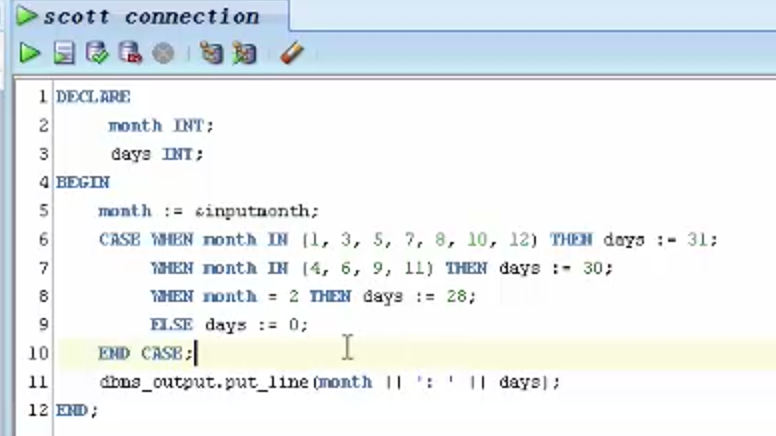 scott connection
1 DECLARE
2 month INT;
3 days INT;
4 BEGIN
5 month := &inputmonth;
6 CASE WHEN month IN (1, 3, 5, 7, 8, 10, 12) THEN days := 31;
7 WHEN month IN (4, 6, 9, 11) THEN days := 30;
8 WHEN month = 2 THEN days := 28;
9 ELSE days := 0;
10 END CASE;
11 dbms_output.put_line(month || ': ' || days);
12 END;